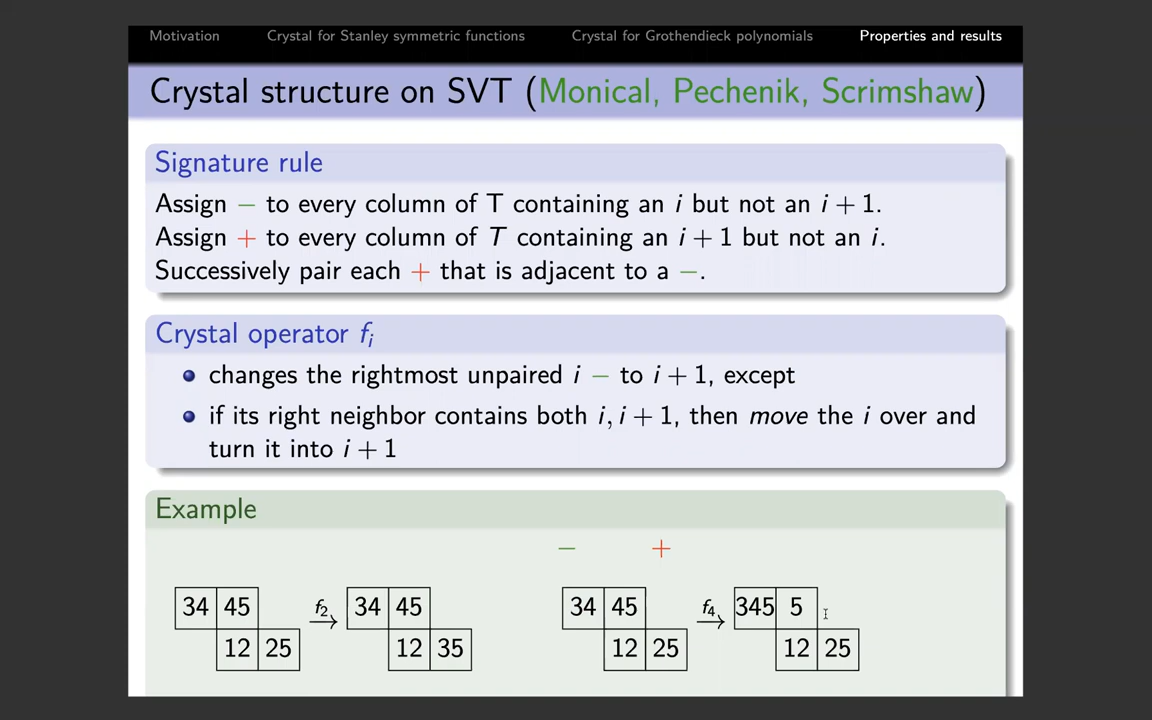 Motivation Crystal for Stanley symmetric functions Crystal for Grothendieck polynomials Properties and results
Crystal structure on SVT (Monical, Pechenik, Scrimshaw)
Signature rule
Assign − to every column of T containing an i but not an i + 1.
Assign + to every column of T containing an i + 1 but not an i.
Successively pair each + that is adjacent to a −.
Crystal operator fᵢ
changes the rightmost unpaired i − to i + 1, except
if its right neighbor contains both i, i + 1, then move the i over and
turn it into i + 1
Example
− +
34 45 f₂ 34 45 34 45 f₄ 345 5
12 25 12 35 12 25 12 25